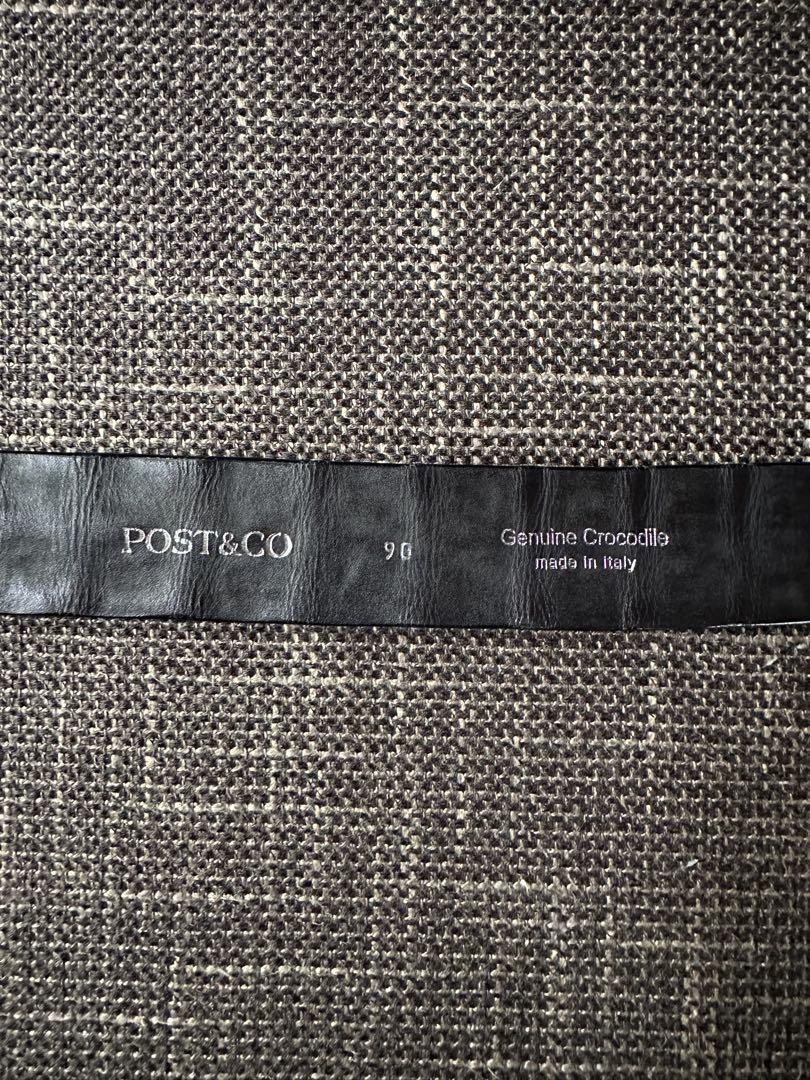 POST&CO
90
Genuine Crocodile
made in italy